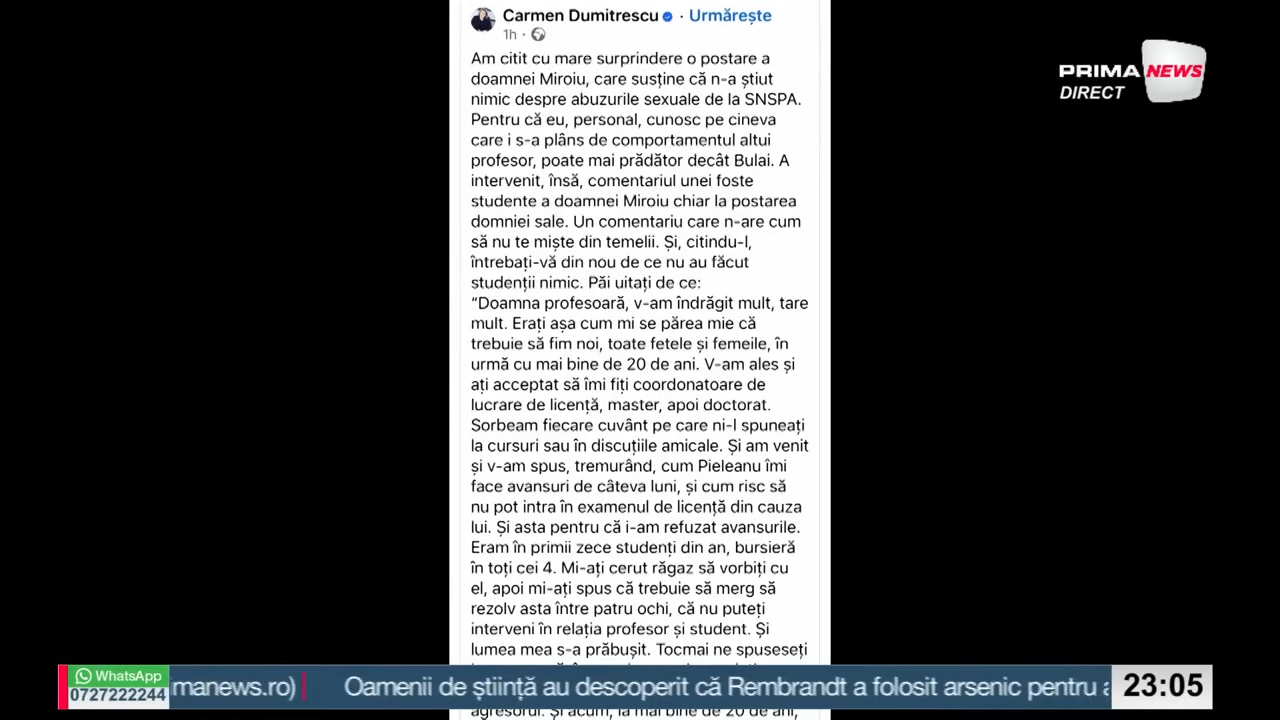 Carmen Dumitrescu · Urmărește
1h ·
Am citit cu mare surprindere o postare a
doamnei Miroiu, care susține că n-a știut
nimic despre abuzurile sexuale de la SNSPA.
Pentru că eu, personal, cunosc pe cineva
care i s-a plâns de comportamentul altui
profesor, poate mai prădător decât Bulai. A
intervenit, însă, comentariul unei foste
studente a doamnei Miroiu chiar la postarea
domniei sale. Un comentariu care n-are cum
să nu te miște din temelii. Și, citindu-l,
întrebați-vă din nou de ce nu au făcut
studenții nimic. Păi uitați de ce:
“Doamna profesoară, v-am îndrăgit mult, tare
mult. Erați așa cum mi se părea mie că
trebuie să fim noi, toate fetele și femeile, în
urmă cu mai bine de 20 de ani. V-am ales și
ați acceptat să îmi fiți coordonatoare de
lucrare de licență, master, apoi doctorat.
Sorbeam fiecare cuvânt pe care ni-l spuneați
la cursuri sau în discuțiile amicale. Și am venit
și v-am spus, tremurând, cum Pieleanu îmi
face avansuri de câteva luni, și cum risc să
nu pot intra în examenul de licență din cauza
lui. Și asta pentru că i-am refuzat avansurile.
Eram în primii zece studenți din an, bursieră
în toți cei 4. Mi-ați cerut răgaz să vorbiți cu
el, apoi mi-ați spus că trebuie să merg să
rezolv asta între patru ochi, că nu puteți
interveni în relația profesor și student. Și
lumea mea s-a prăbușit. Tocmai ne spuseseți
agresorul. Și acum, la mai bine de 20 de ani,
PRIMA NEWS
DIRECT
WhatsApp
0727222244
imanews.ro) | Oamenii de știință au descoperit că Rembrandt a folosit arsenic pentru
23:05